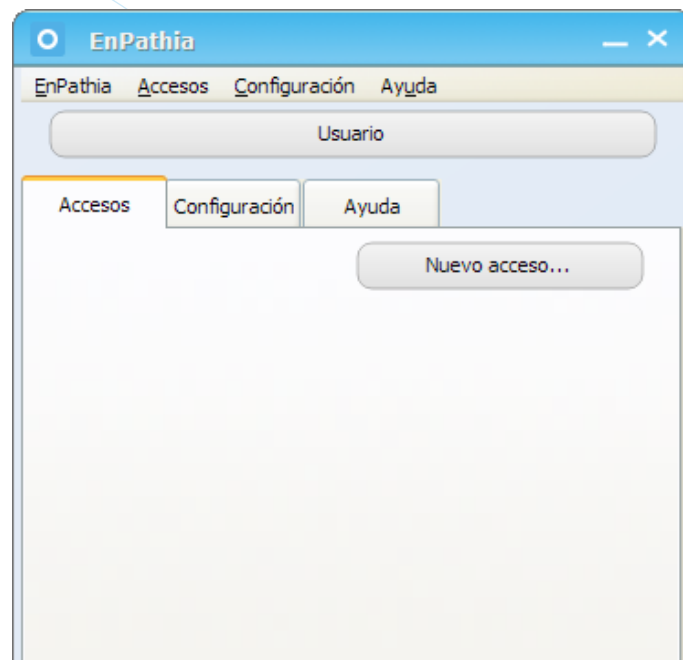 EnPathia
EnPathia Accesos Configuración Ayuda
Usuario
Accesos Configuración Ayuda
Nuevo acceso...